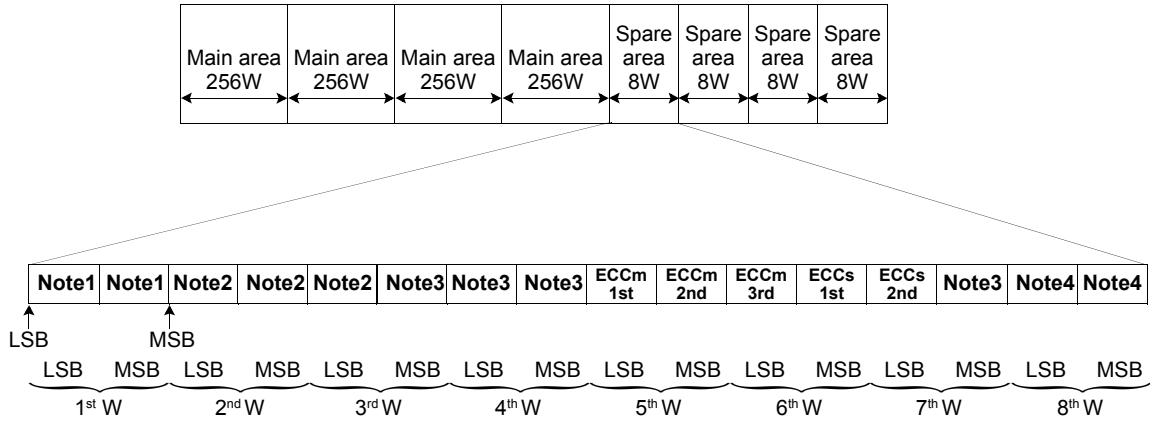 Main area 256W Main area 256W Main area 256W Main area 256W Spare area 8W Spare area 8W Spare area 8W Spare area 8W
Note1 Note1 Note2 Note2 Note2 Note3 Note3 Note3 ECCm 1st ECCm 2nd ECCm 3rd ECCs 1st ECCs 2nd Note3 Note4 Note4
LSB MSB
LSB MSB LSB MSB LSB MSB LSB MSB LSB MSB LSB MSB LSB MSB LSB MSB
1st W 2nd W 3rd W 4th W 5th W 6th W 7th W 8th W